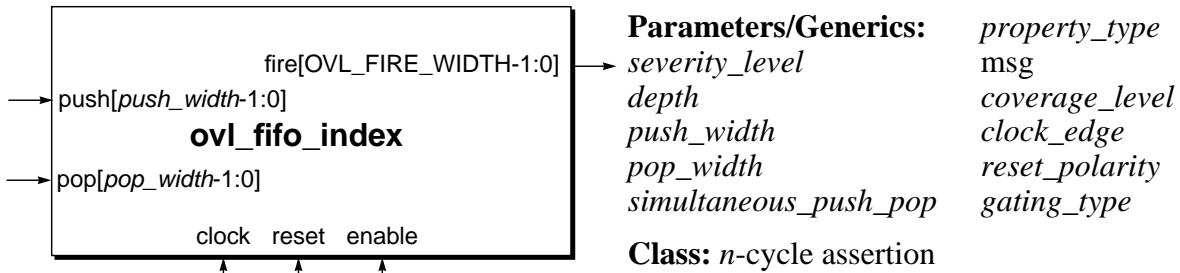 fire[OVL_FIRE_WIDTH-1:0]
push[push_width-1:0]
ovl_fifo_index
pop[pop_width-1:0]
clock reset enable
Parameters/Generics: property_type
severity_level msg
depth coverage_level
push_width clock_edge
pop_width reset_polarity
simultaneous_push_pop gating_type
Class: n-cycle assertion